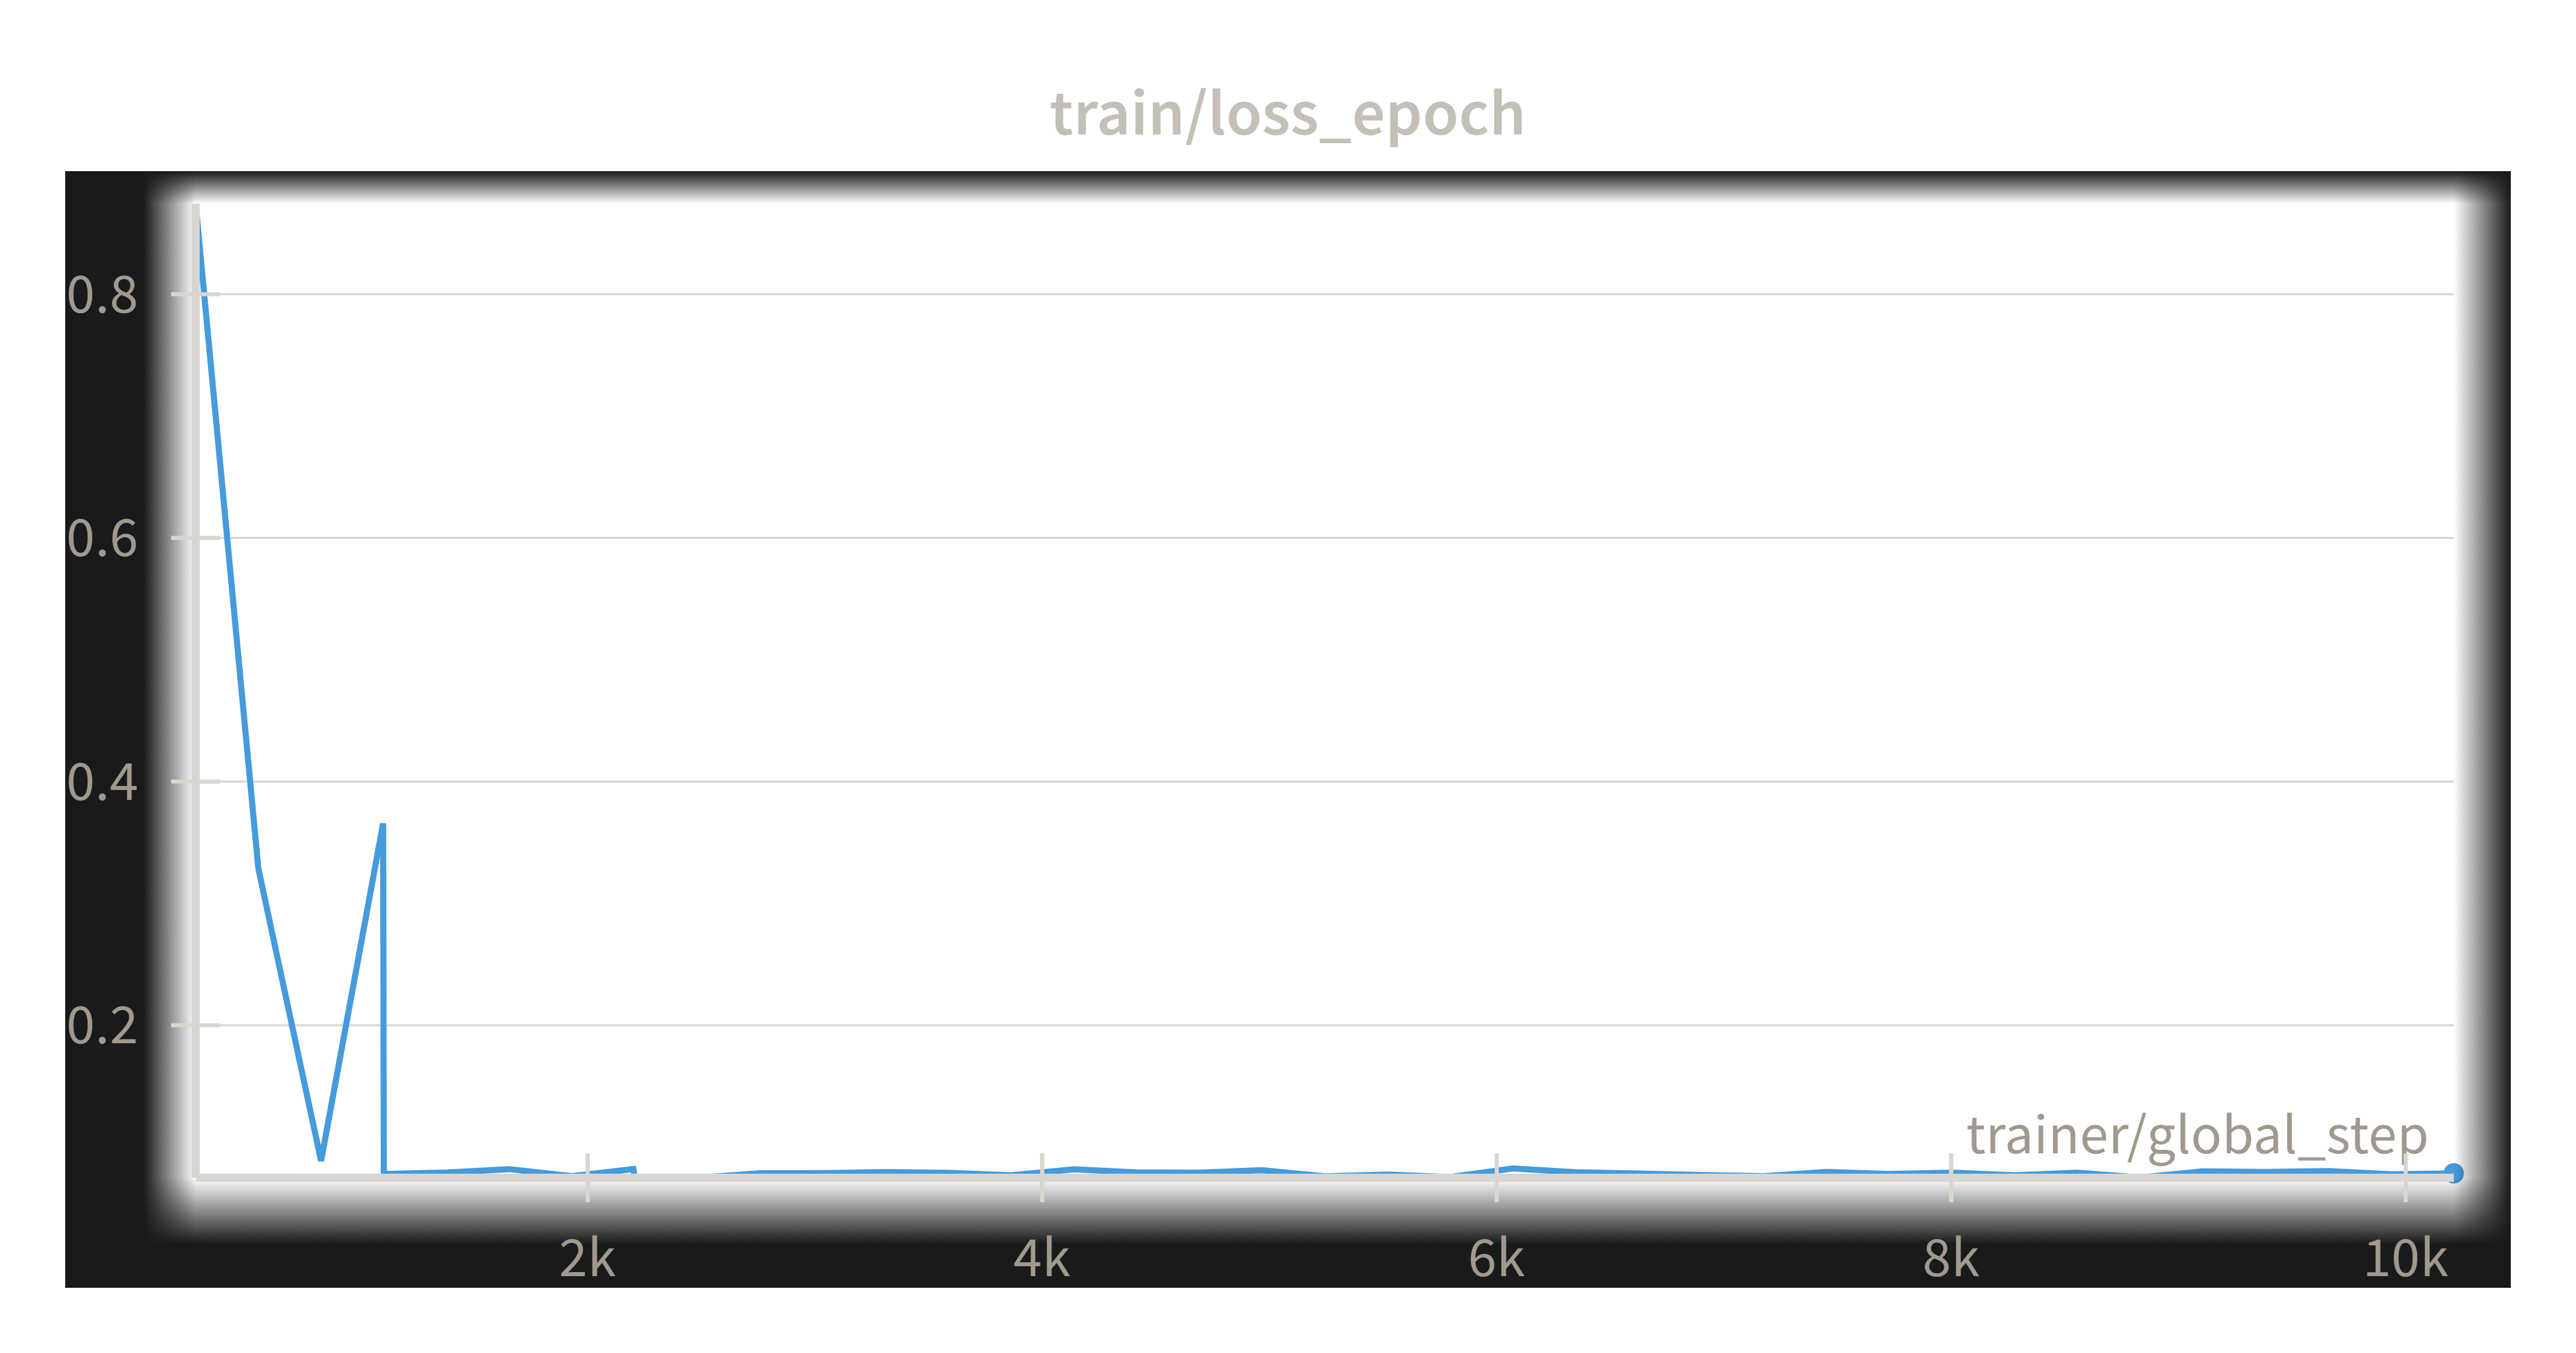 train/loss_epoch
0.8
0.6
0.4
0.2
trainer/global_step
2k 4k 6k 8k 10k